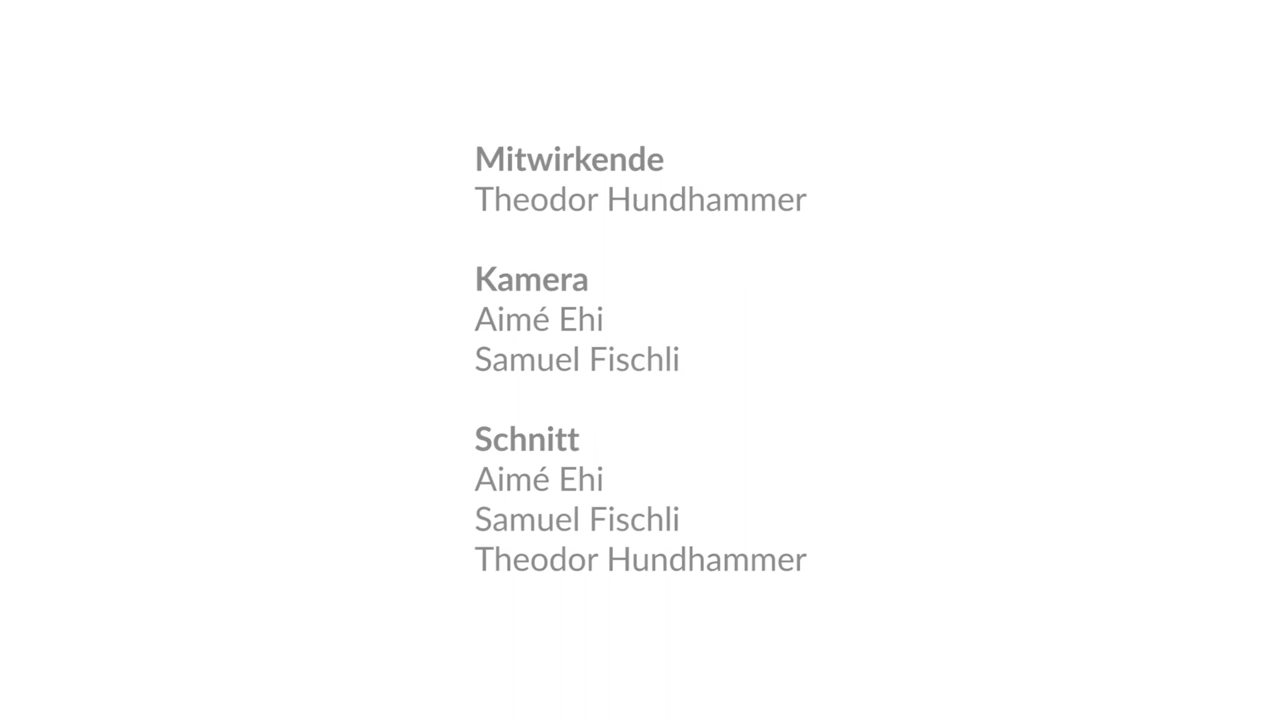 Mitwirkende
Theodor Hundhammer
Kamera
Aimé Ehi
Samuel Fischli
Schnitt
Aimé Ehi
Samuel Fischli
Theodor Hundhammer